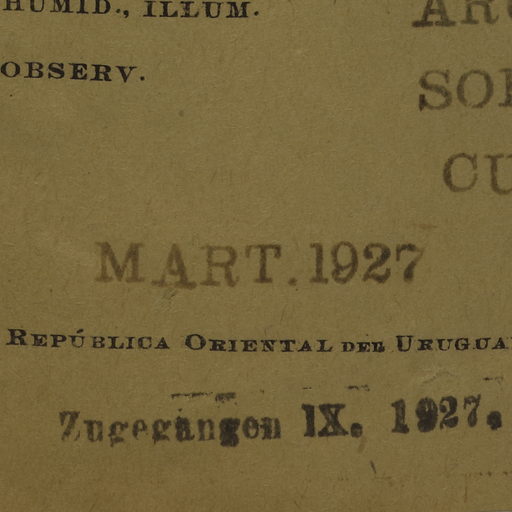 HUMID., ILLUM.
OBSERV.
MART. 1927
REPÚBLICA ORIENTAL DEL URUGUA
Zugegangen IX. 1927.